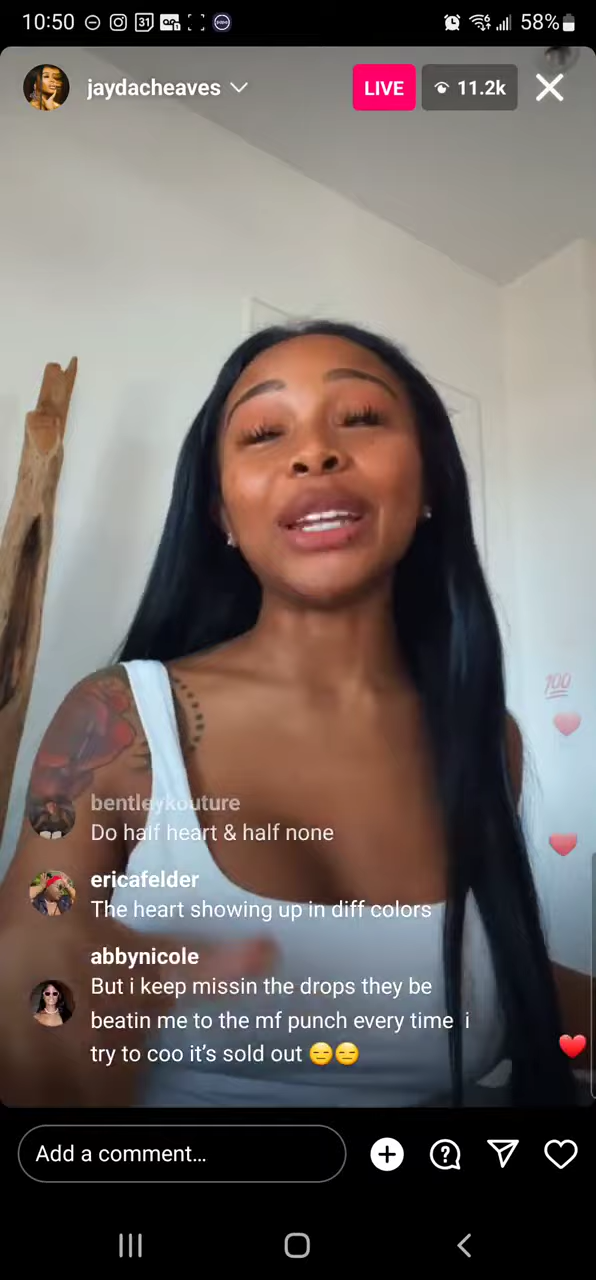 10:50
31
6
58%
jaydacheaves
LIVE
11.2k
100
bentleykouture
Do half heart & half none
ericafelder
The heart showing up in diff colors
abbynicole
But i keep missin the drops they be
beatin me to the mf punch every time i
try to coo it’s sold out 😑😑
Add a comment…